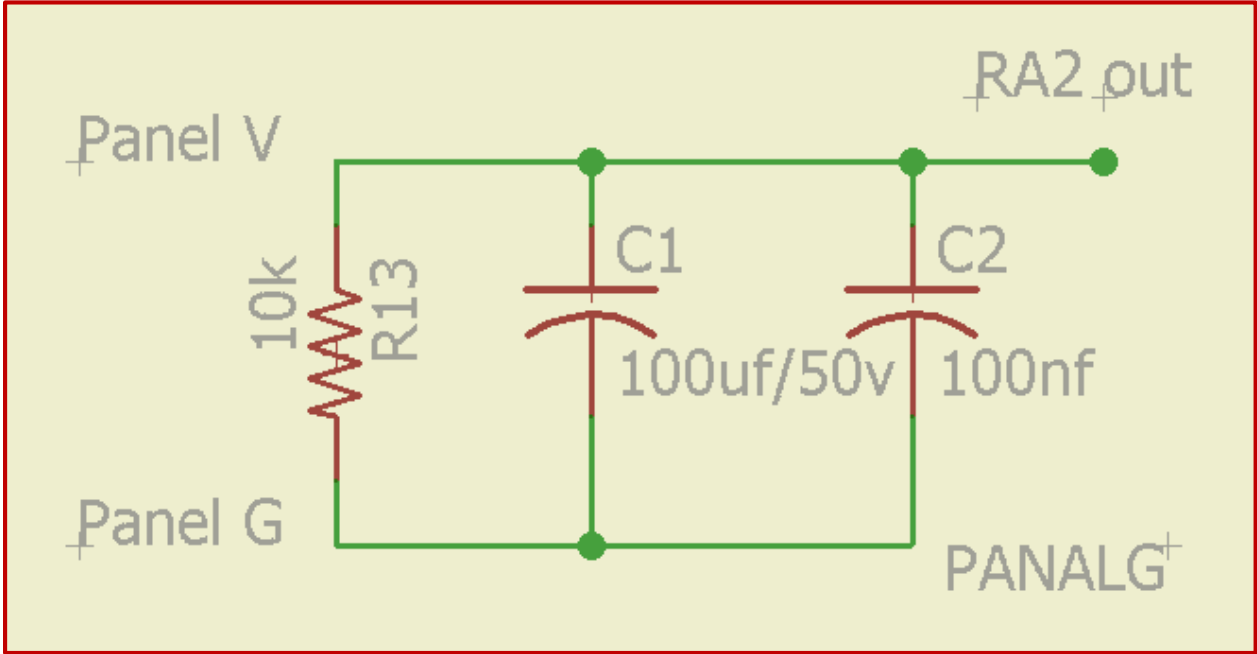 RA2 out
Panel V
C1
C2
10k
R13
100uf/50v
100nf
Panel G
PANALG